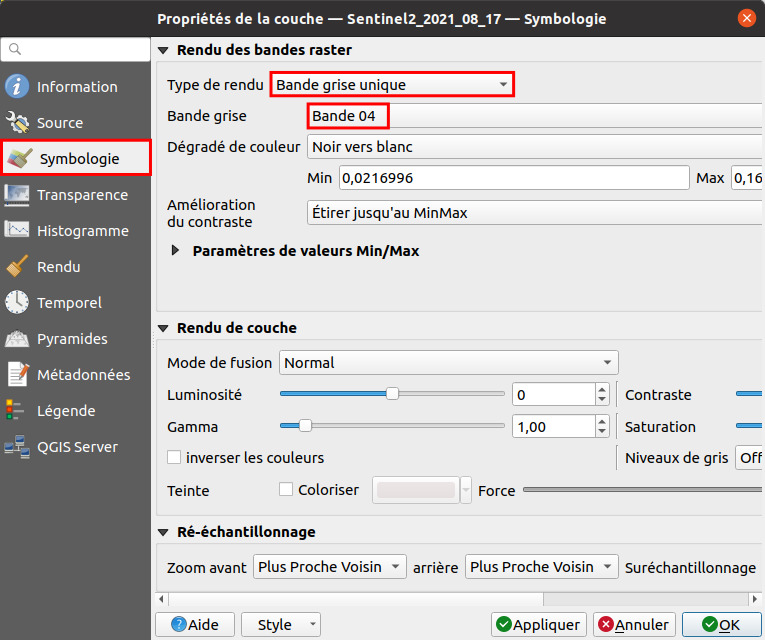 Propriétés de la couche — Sentinel2_2021_08_17 — Symbologie
Information
Source
Symbologie
Transparence
Histogramme
Rendu
Temporel
Pyramides
Métadonnées
Légende
QGIS Server
Rendu des bandes raster
Type de rendu Bande grise unique
Bande grise Bande 04
Dégradé de couleur Noir vers blanc
Min 0,0216996 Max 0,16
Amélioration
du contraste
Étirer jusqu'au MinMax
Paramètres de valeurs Min/Max
Rendu de couche
Mode de fusion Normal
Luminosité 0 Contraste
Gamma 1,00 Saturation
inverser les couleurs Niveaux de gris Off
Teinte Coloriser Force
Ré-échantillonnage
Zoom avant Plus Proche Voisin arrière Plus Proche Voisin Suréchantillonnage
Aide Style Appliquer Annuler OK